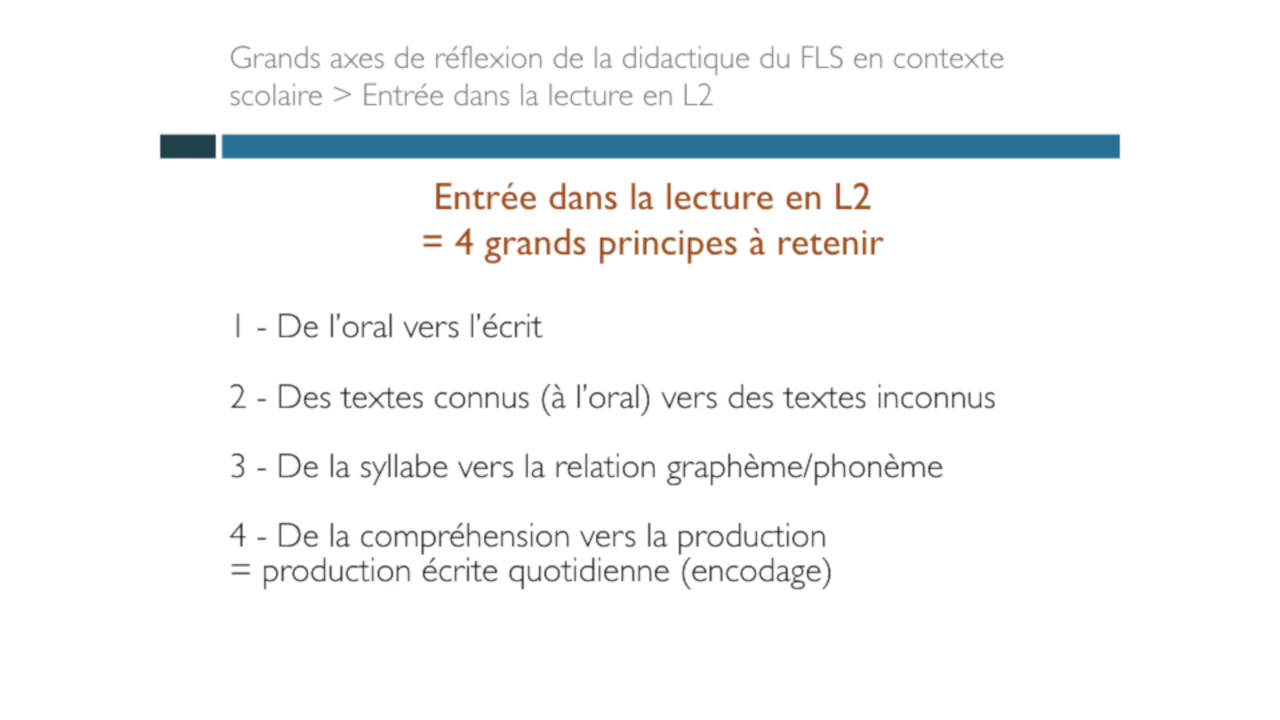 Grands axes de réflexion de la didactique du FLS en contexte
scolaire > Entrée dans la lecture en L2
Entrée dans la lecture en L2
= 4 grands principes à retenir
1 - De l’oral vers l’écrit
2 - Des textes connus (à l’oral) vers des textes inconnus
3 - De la syllabe vers la relation graphème/phonème
4 - De la compréhension vers la production
= production écrite quotidienne (encodage)